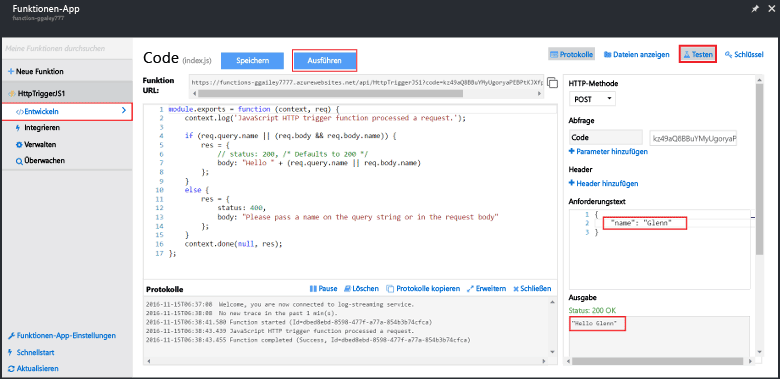 Funktionen-App
function-ggailey777
Meine Funktionen durchsuchen
Neue Funktion
HttpTriggerJS1
Entwickeln
Integrieren
Verwalten
Überwachen
Funktionen-App-Einstellungen
Schnellstart
Aktualisieren
Code (index.js)
Speichern
Ausführen
Protokolle
Dateien anzeigen
Testen
Schlüssel
Funktion URL:
https://functions-ggailey777.azurewebsites.net/api/HttpTriggerJS1?code=kz49aQ8BBuYMyUgoryaPEBPtKJXfp
1 module.exports = function (context, req) {
2 context.log('JavaScript HTTP trigger function processed a request.');
3
4 if (req.query.name || (req.body && req.body.name)) {
5 res = {
6 // status: 200, /* Defaults to 200 */
7 body: "Hello " + (req.query.name || req.body.name)
8 };
9 }
10 else {
11 res = {
12 status: 400,
13 body: "Please pass a name on the query string or in the request body"
14 };
15 }
16 context.done(null, res);
17 };
Protokolle
Pause
Löschen
Protokolle kopieren
Erweitern
Schließen
2016-11-15T06:37:08 Welcome, you are now connected to log-streaming service.
2016-11-15T06:38:08 No new trace in the past 1 min(s).
2016-11-15T06:38:41.580 Function started (Id=dbed8ebd-8598-477f-a77a-854b3b74cfca)
2016-11-15T06:38:43.439 JavaScript HTTP trigger function processed a request.
2016-11-15T06:38:43.455 Function completed (Success, Id=dbed8ebd-8598-477f-a77a-854b3b74cfca)
HTTP-Methode
POST
Abfrage
Code
kz49aQ8BBuYMyUgoryaP
Parameter hinzufügen
Header
Header hinzufügen
Anforderungstext
1 {
2 "name": "Glenn"
3 }
Ausgabe
Status: 200 OK
"Hello Glenn"